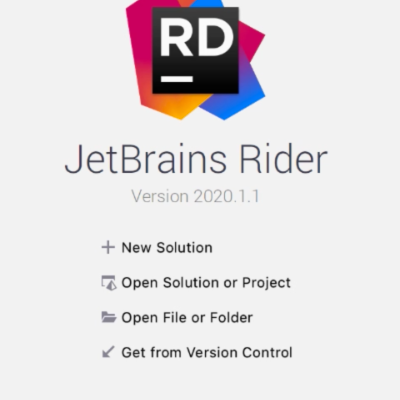 RD
JetBrains Rider
Version 2020.1.1
New Solution
Open Solution or Project
Open File or Folder
Get from Version Control